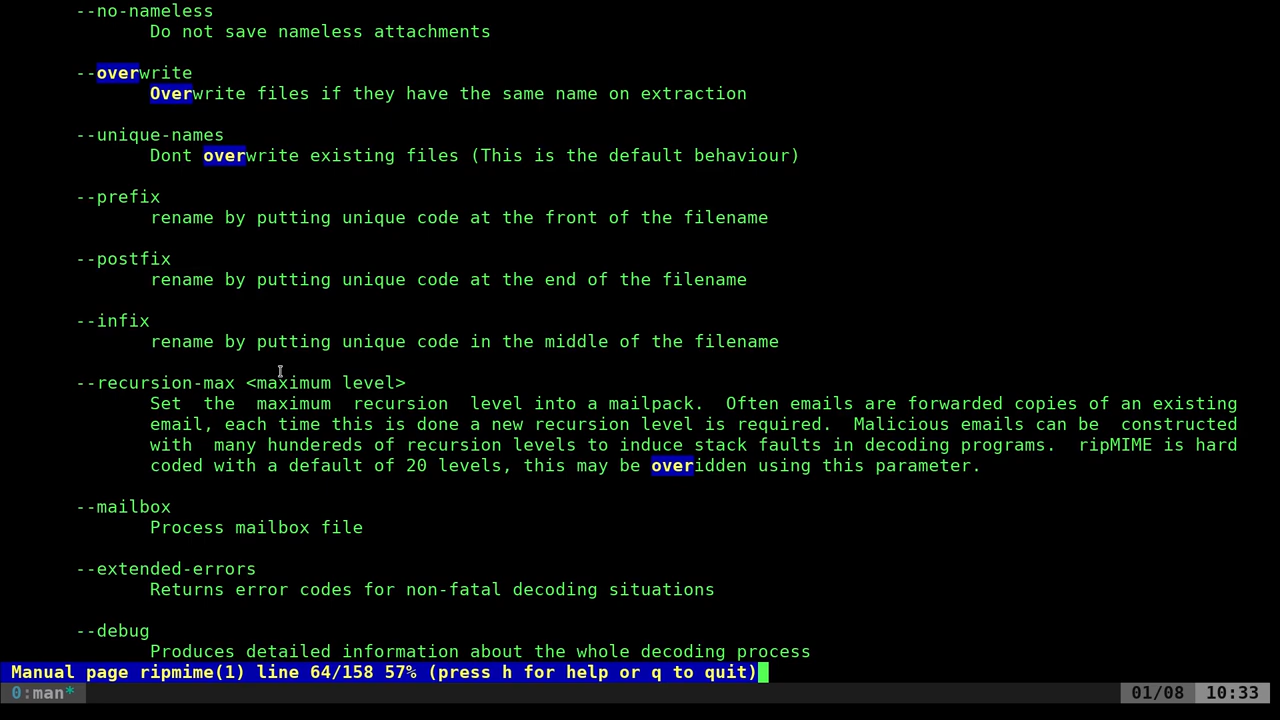 --no-nameless
Do not save nameless attachments
--overwrite
Overwrite files if they have the same name on extraction
--unique-names
Dont overwrite existing files (This is the default behaviour)
--prefix
rename by putting unique code at the front of the filename
--postfix
rename by putting unique code at the end of the filename
--infix
rename by putting unique code in the middle of the filename
--recursion-max <maximum level>
Set the maximum recursion level into a mailpack. Often emails are forwarded copies of an existing
email, each time this is done a new recursion level is required. Malicious emails can be constructed
with many hundereds of recursion levels to induce stack faults in decoding programs. ripMIME is hard
coded with a default of 20 levels, this may be overidden using this parameter.
--mailbox
Process mailbox file
--extended-errors
Returns error codes for non-fatal decoding situations
--debug
Produces detailed information about the whole decoding process
Manual page ripmime(1) line 64/158 57% (press h for help or q to quit)
0:man* 01/08 10:33